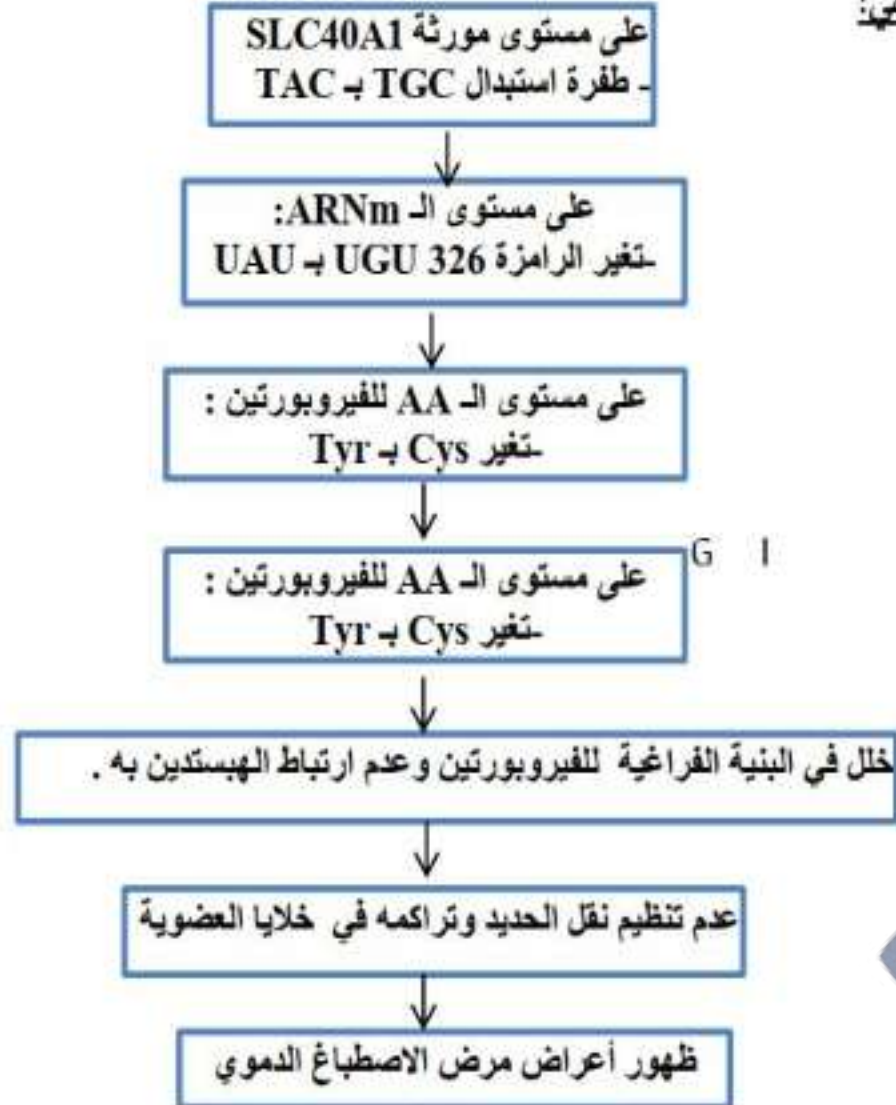 على مستوى مورثة SLC40A1
- طفرة استبدال TGC بـ TAC
على مستوى الـ ARNm:
-تغير الرامزة 326 UGU بـ UAU
على مستوى الـ AA للفيروبورتين :
-تغير Cys بـ Tyr
G I
على مستوى الـ AA للفيروبورتين :
-تغير Cys بـ Tyr
خلل في البنية الفراغية للفيروبورتين وعدم ارتباط الهبستدين به .
عدم تنظيم نقل الحديد وتراكمه في خلايا العضوية
ظهور أعراض مرض الاصطباغ الدموي